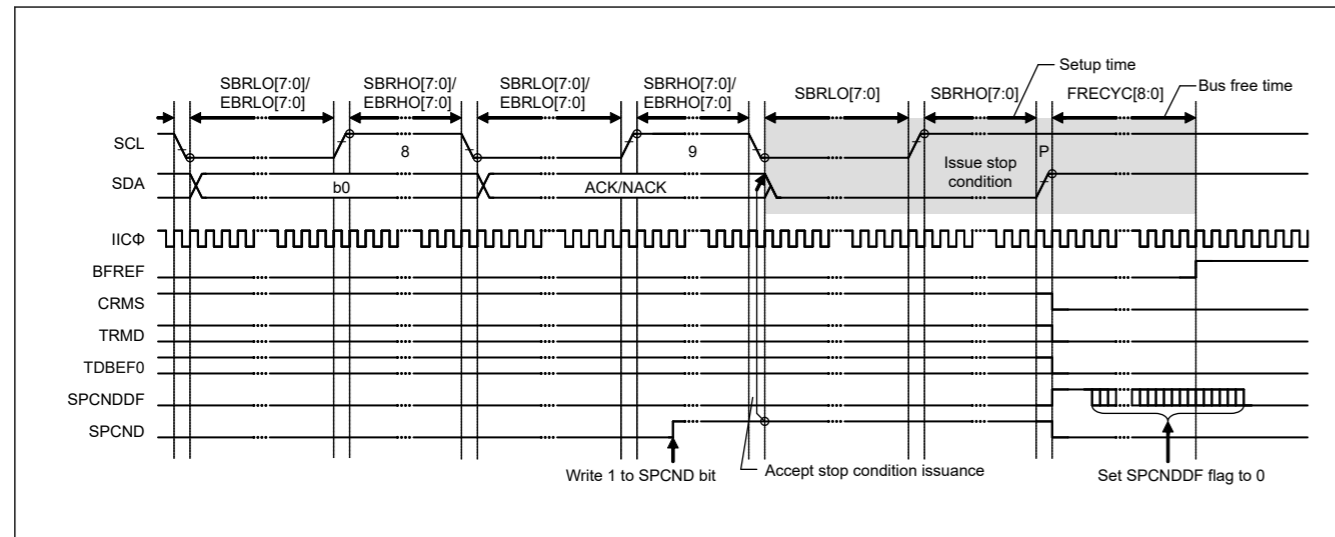 Setup time
SBRLO[7:0]/ SBRHO[7:0]/ SBRLO[7:0]/ SBRHO[7:0]/
EBRLO[7:0] EBRHO[7:0] EBRLO[7:0] EBRHO[7:0]
SBRLO[7:0] SBRHO[7:0] FRECYC[8:0] Bus free time
SCL
8 9 P
Issue stop
condition
SDA
b0 ACK/NACK
IICΦ
BFREF
CRMS
TRMD
TDBEF0
SPCNDDF
SPCND
Write 1 to SPCND bit Accept stop condition issuance Set SPCNDDF flag to 0